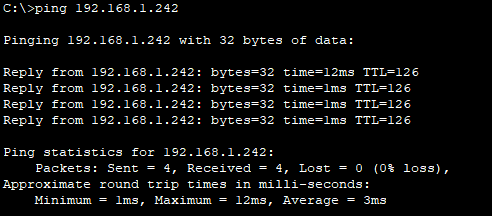 C:\>ping 192.168.1.242
Pinging 192.168.1.242 with 32 bytes of data:
Reply from 192.168.1.242: bytes=32 time=12ms TTL=126
Reply from 192.168.1.242: bytes=32 time=1ms TTL=126
Reply from 192.168.1.242: bytes=32 time=1ms TTL=126
Reply from 192.168.1.242: bytes=32 time=1ms TTL=126
Ping statistics for 192.168.1.242:
    Packets: Sent = 4, Received = 4, Lost = 0 (0% loss),
Approximate round trip times in milli-seconds:
    Minimum = 1ms, Maximum = 12ms, Average = 3ms